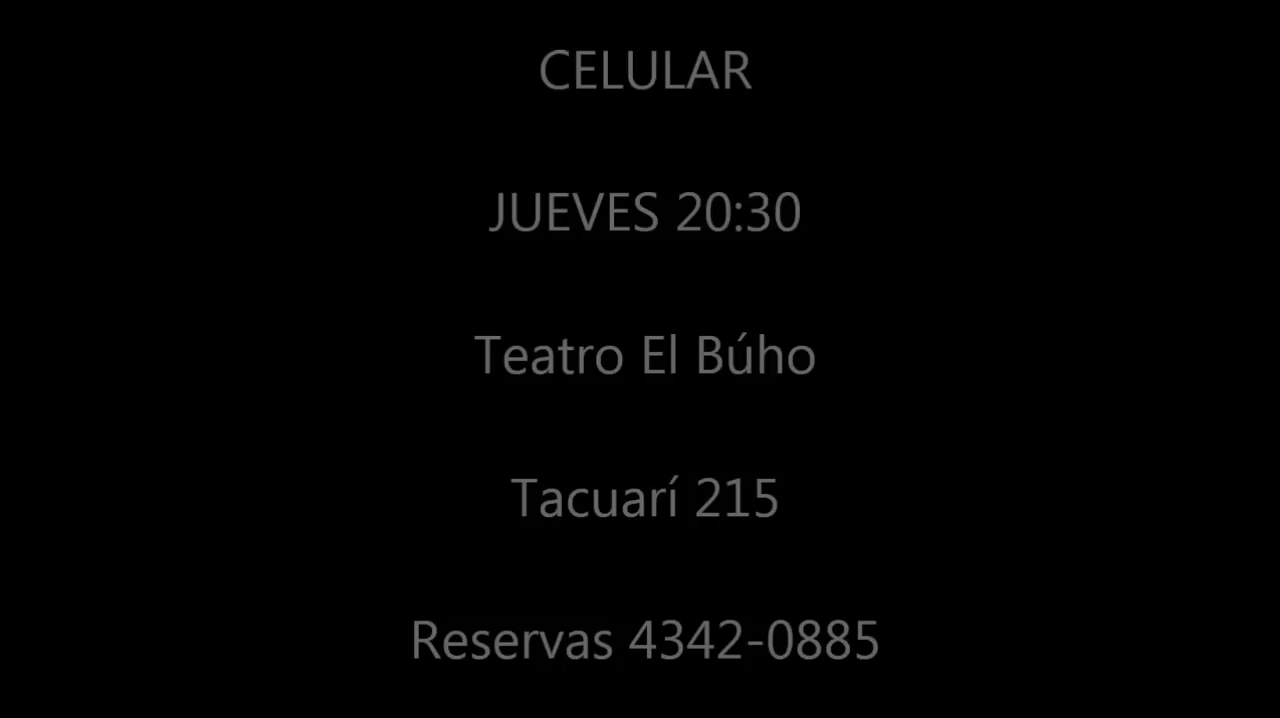 CELULAR
JUEVES 20:30
Teatro El Búho
Tacuarí 215
Reservas 4342-0885